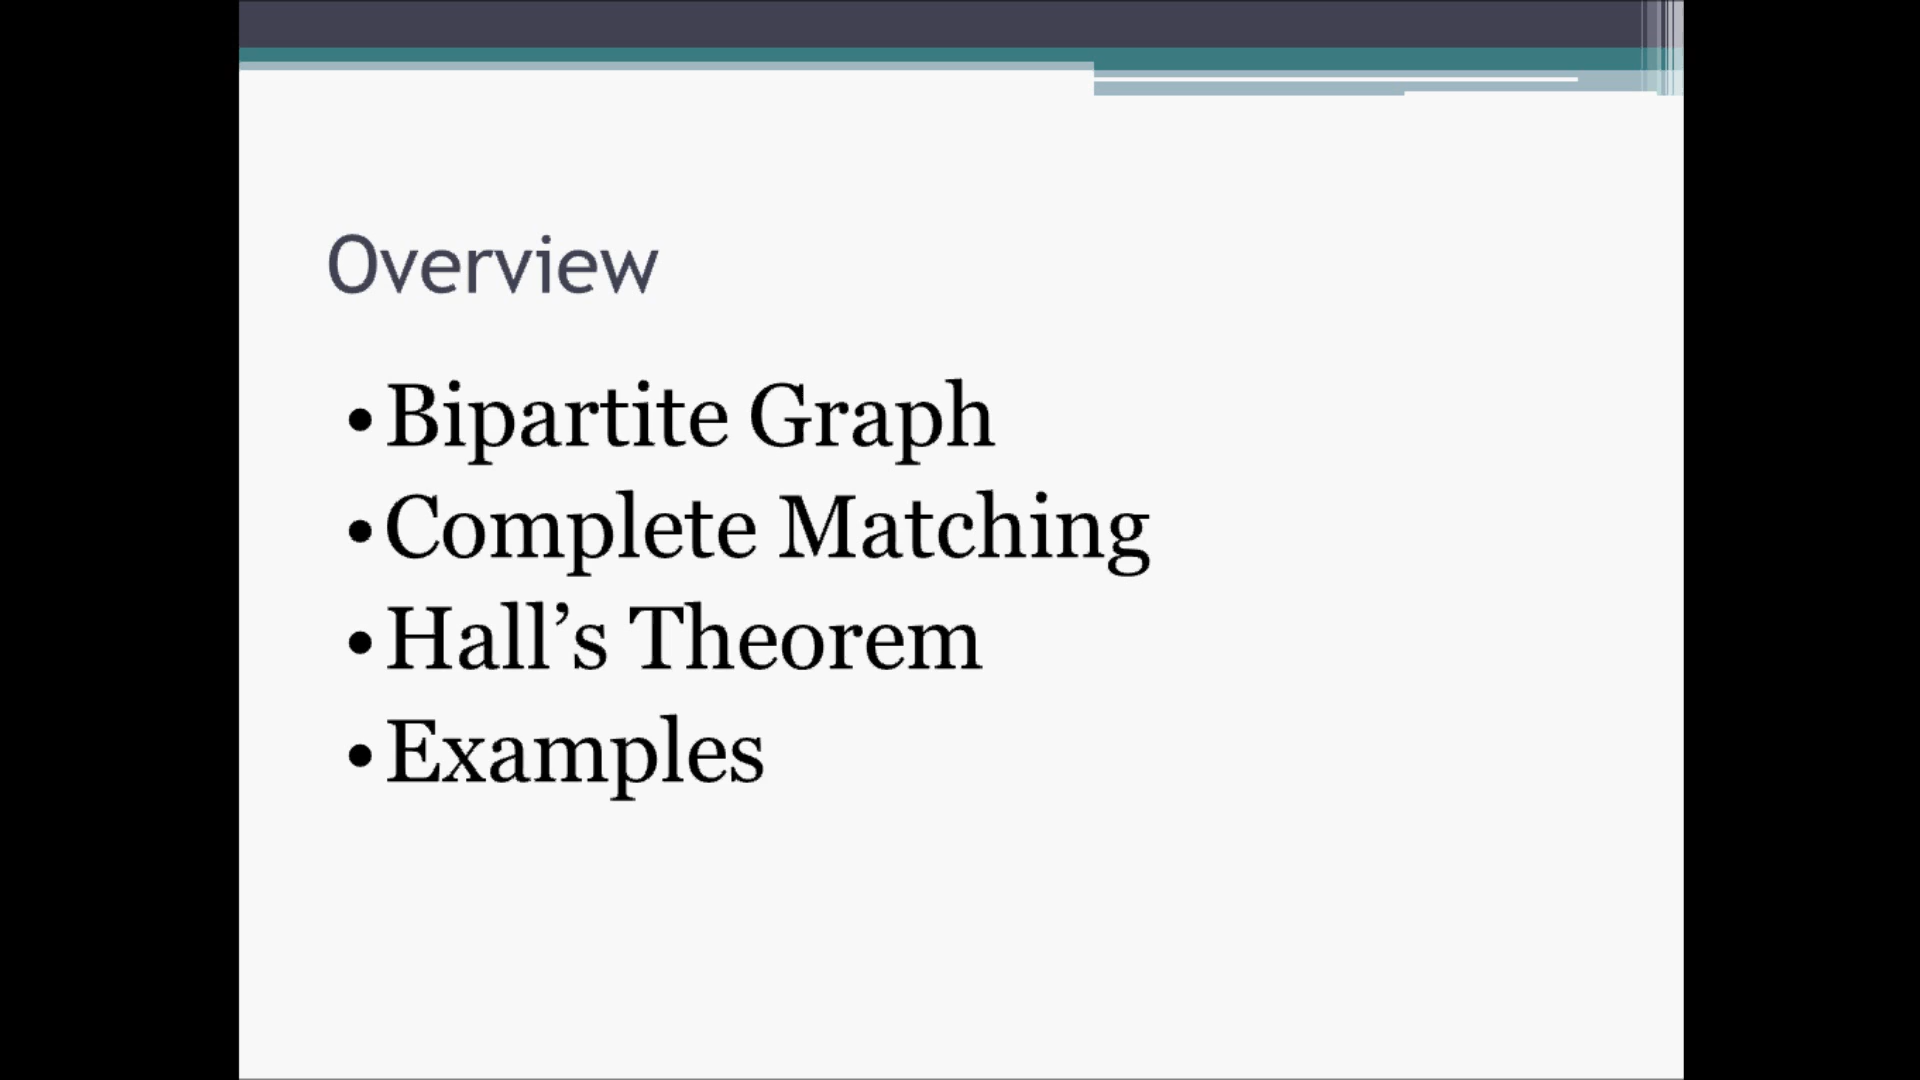 Overview
•Bipartite Graph
•Complete Matching
•Hall’s Theorem
•Examples